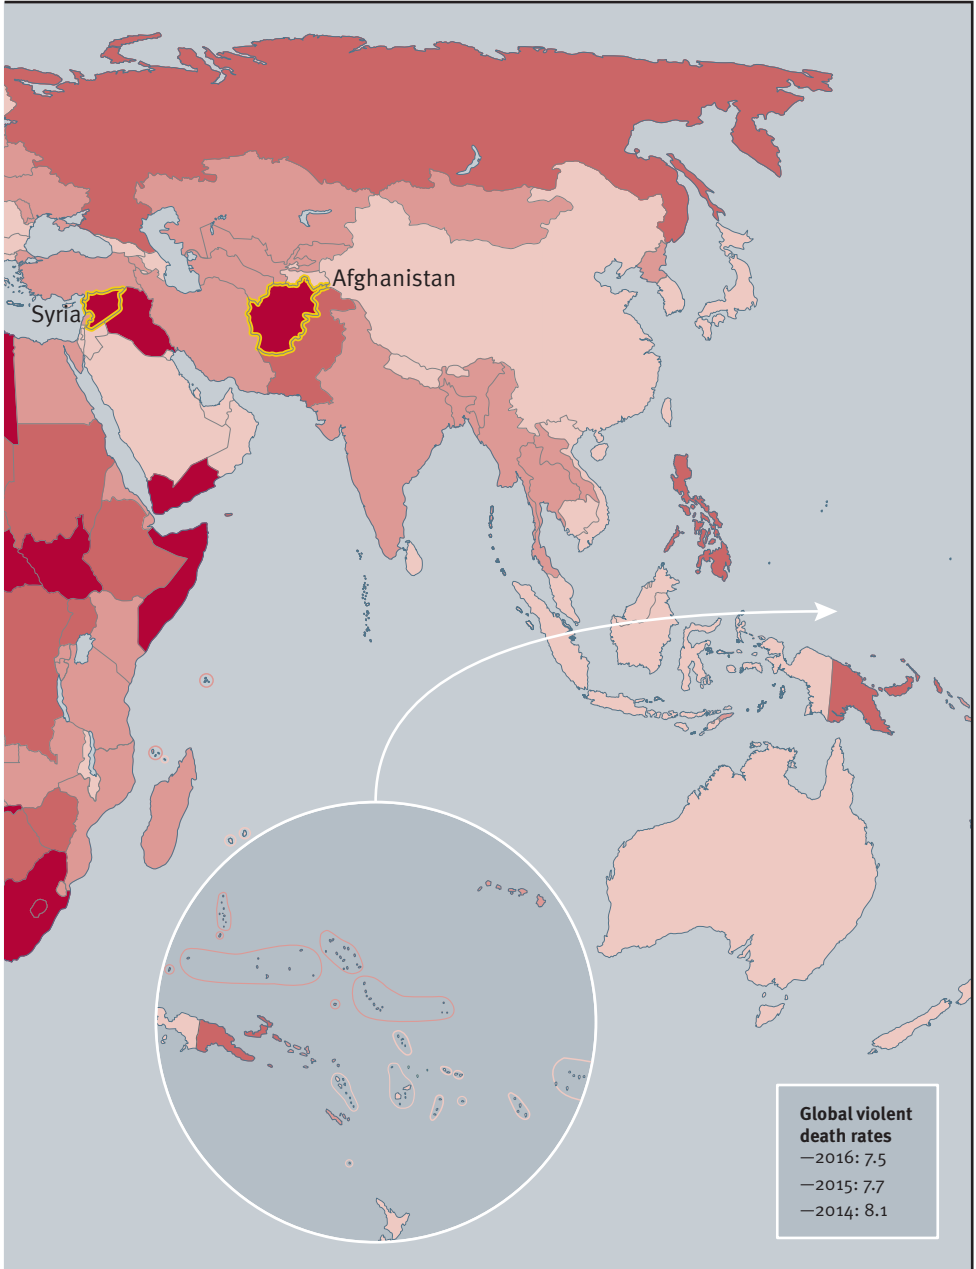 Afghanistan
Syria
Global violent
death rates
—2016: 7.5
—2015: 7.7
—2014: 8.1